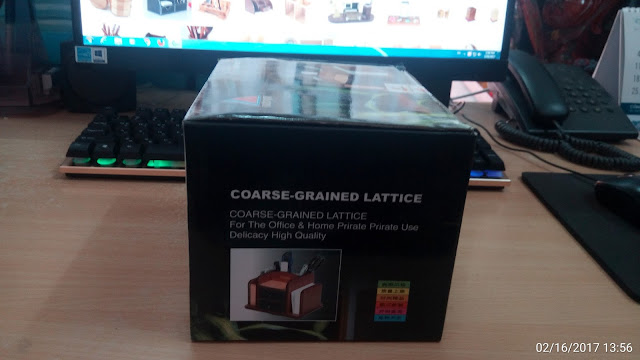 COARSE-GRAINED LATTICE
COARSE-GRAINED LATTICE
For The Office & Home Prirate Prirate Use
Delicacy High Quality
02/16/2017 13:56